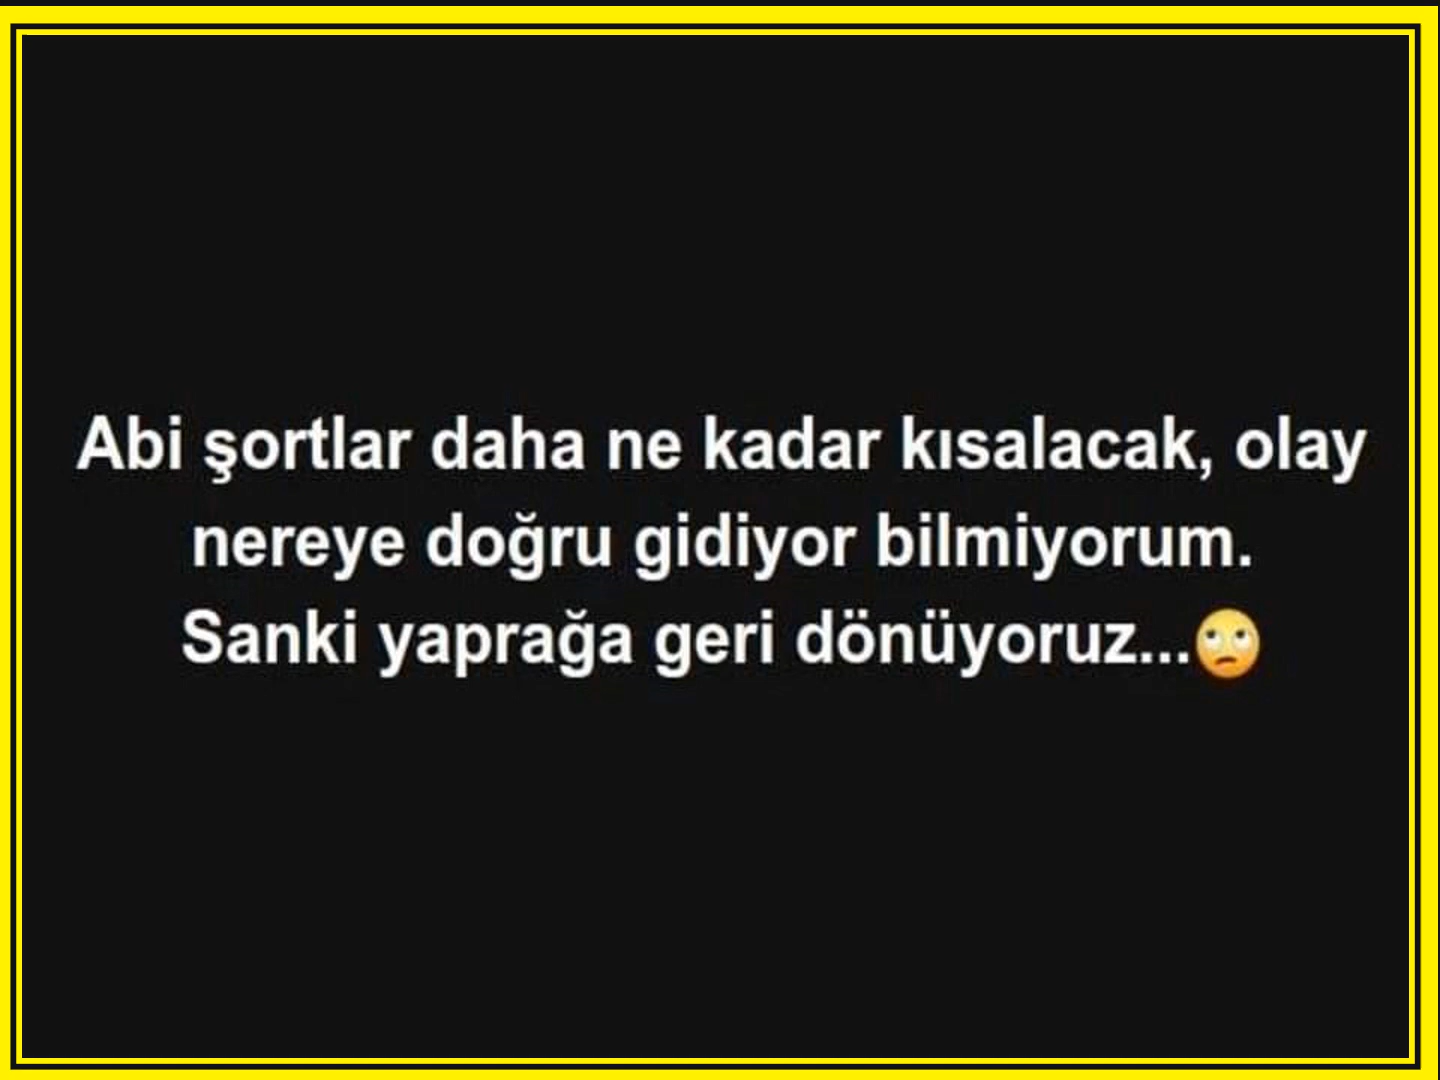 Abi şortlar daha ne kadar kısalacak, olay
nereye doğru gidiyor bilmiyorum.
Sanki yaprağa geri dönüyoruz...🙄